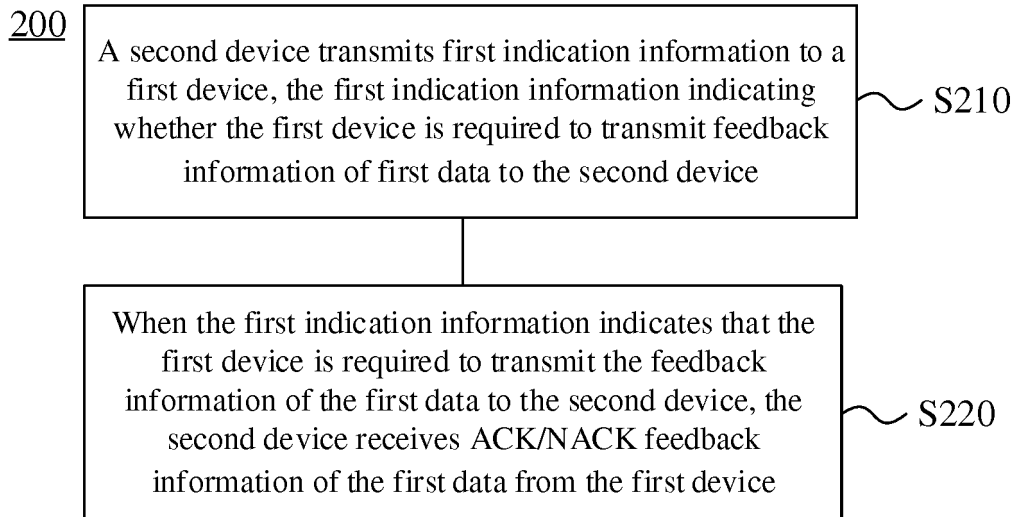 200
A second device transmits first indication information to a
first device, the first indication information indicating
whether the first device is required to transmit feedback
information of first data to the second device
S210
When the first indication information indicates that the
first device is required to transmit the feedback
information of the first data to the second device, the
second device receives ACK/NACK feedback
information of the first data from the first device
S220